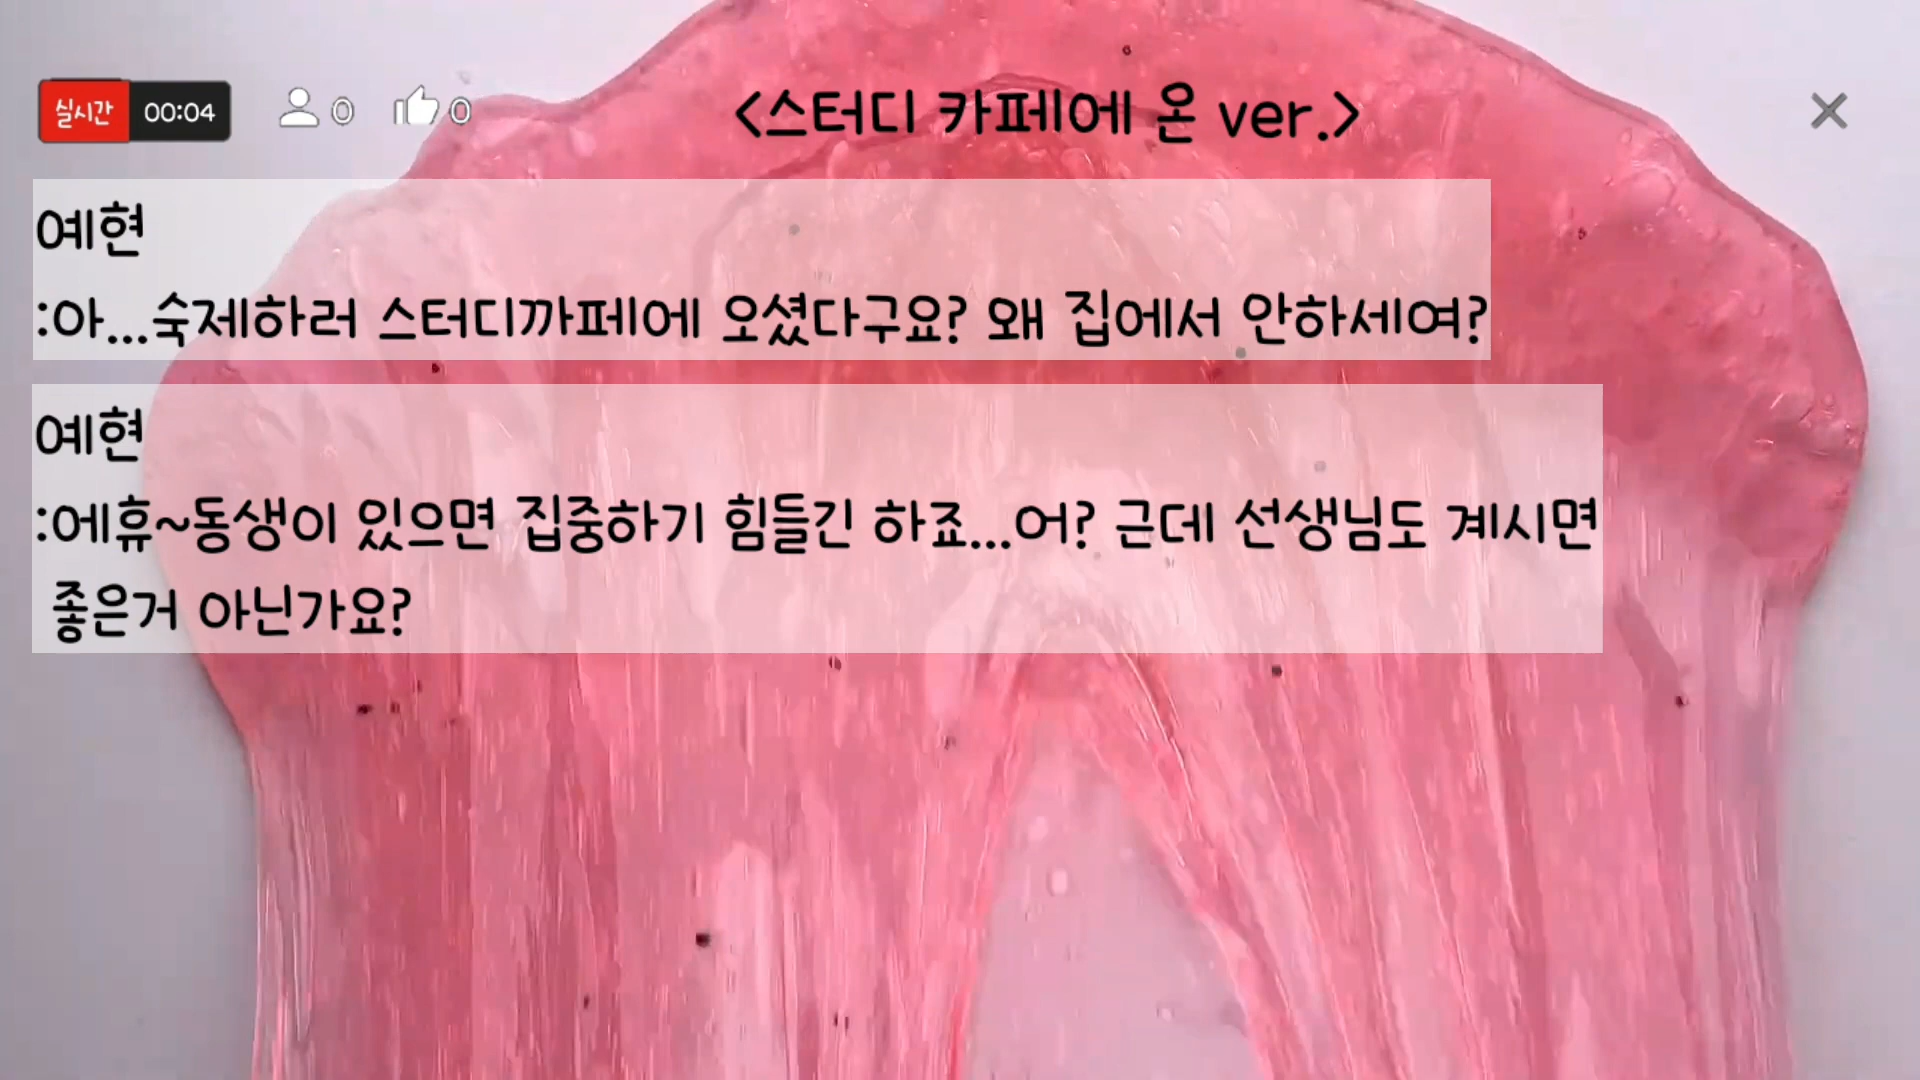 실시간 00:04 0 0 <스터디 카페에 온 ver.>
예현
:아...숙제하러 스터디까페에 오셨다구요? 왜 집에서 안하세여?
예현
:에휴~동생이 있으면 집중하기 힘들긴 하죠...어? 근데 선생님도 계시면
좋은거 아닌가요?